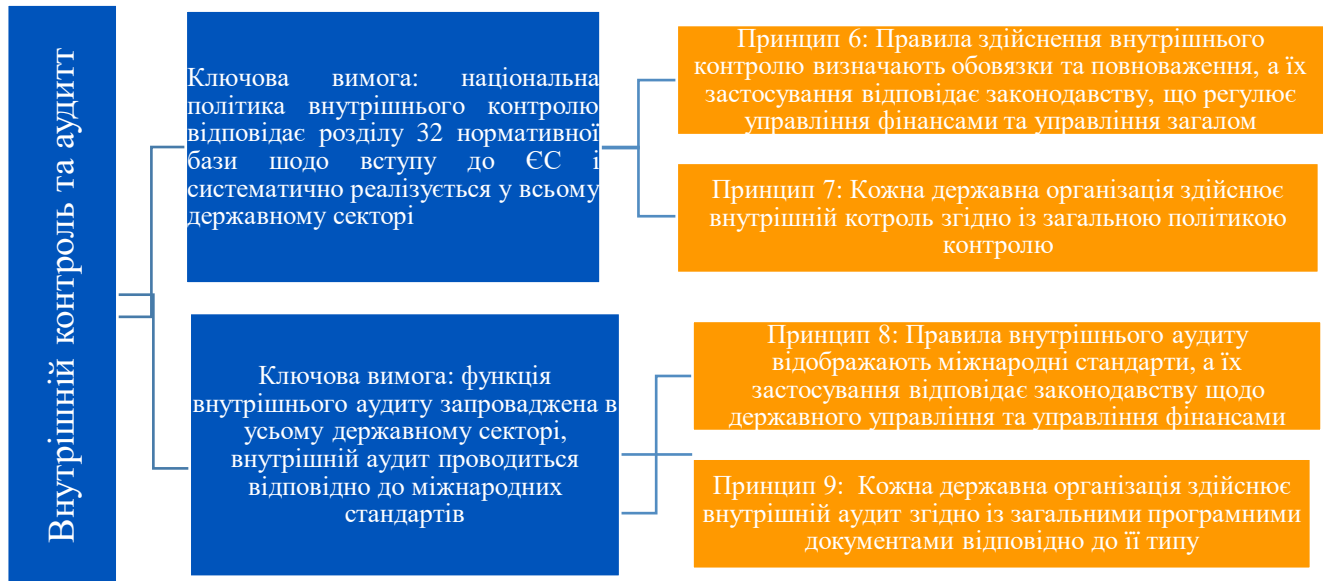 Внутрішній контроль та аудитт
Ключова вимога: національна
політика внутрішнього контролю
відповідає розділу 32 нормативної
бази шодо вступу до ЄС і
систематично реалізується у всьому
державному секторі
Принцип 6: Правила здійснення внутрішнього
контролю визначають обовязки та повноваження, а їх
застосування відповідає законодавству, що регулює
управління фінансами та управління загалом
Принцип 7: Кожна державна організація здійснює
внутрішній котроль згідно із загальною політикою
контролю
Ключова вимога: функція
внутрішнього аудиту запроваджена в
усьому державному секторі,
внутрішній аудит проводиться
відповідно до міжнародних
стандартів
Принцип 8: Правила внутрішнього аудиту
відображають міжнародні стандарти, а їх
застосування відповідає законодавству щодо
державного управління та управління фінансами
Принцип 9: Кожна державна організація здійснює
внутрішній аудит згідно із загальними програмними
документами відповідно до її типу